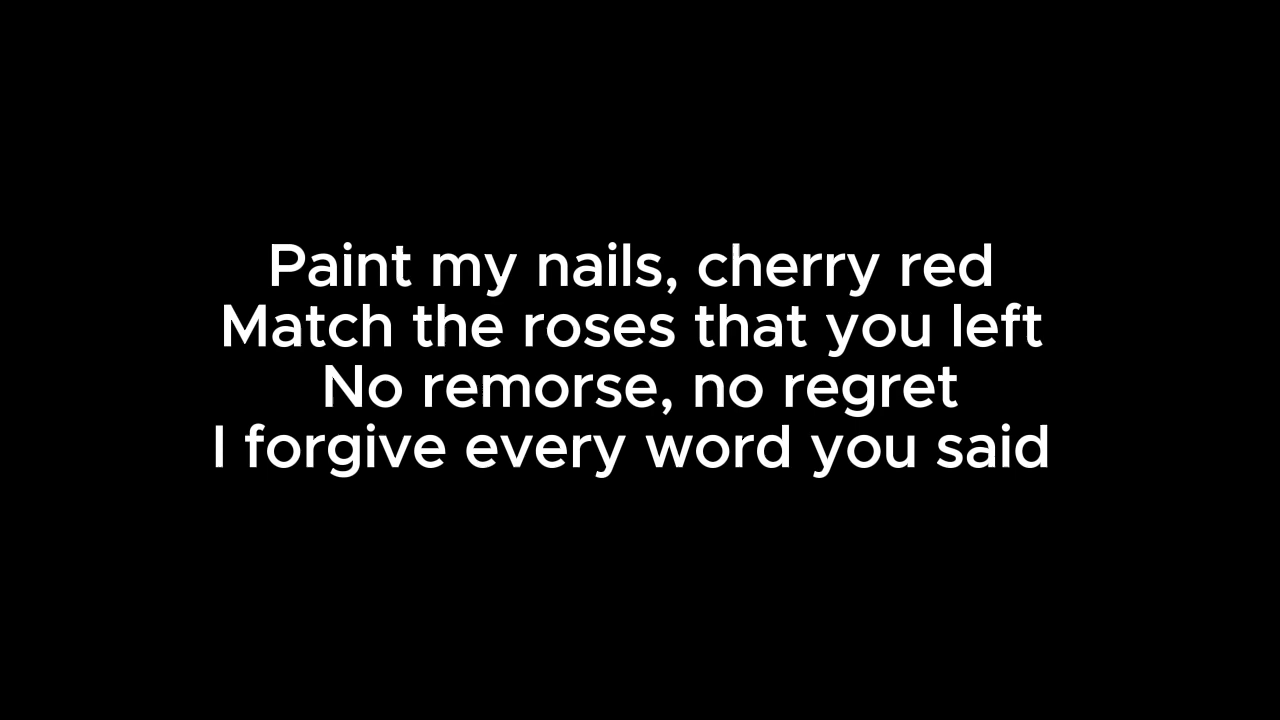 Paint my nails, cherry red
Match the roses that you left
No remorse, no regret
I forgive every word you said